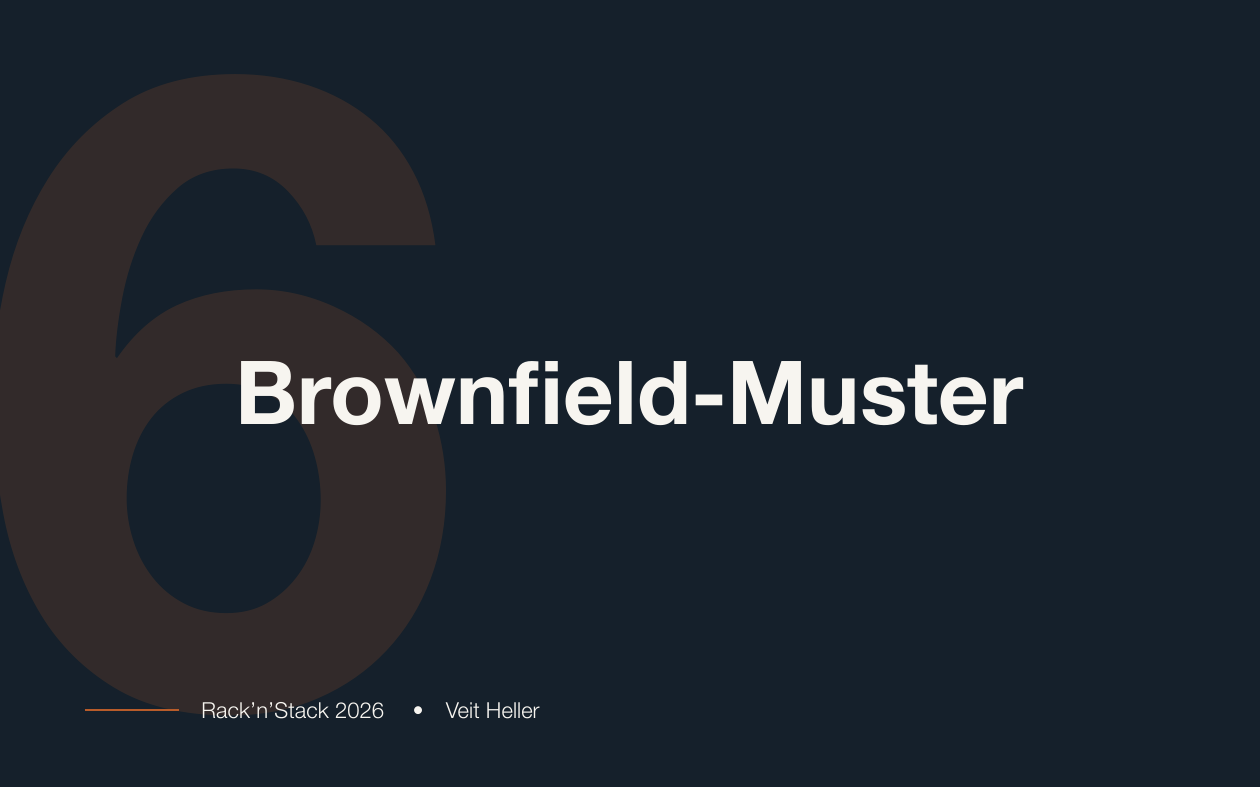 6
Brownfield-Muster
Rack’n’Stack 2026 • Veit Heller